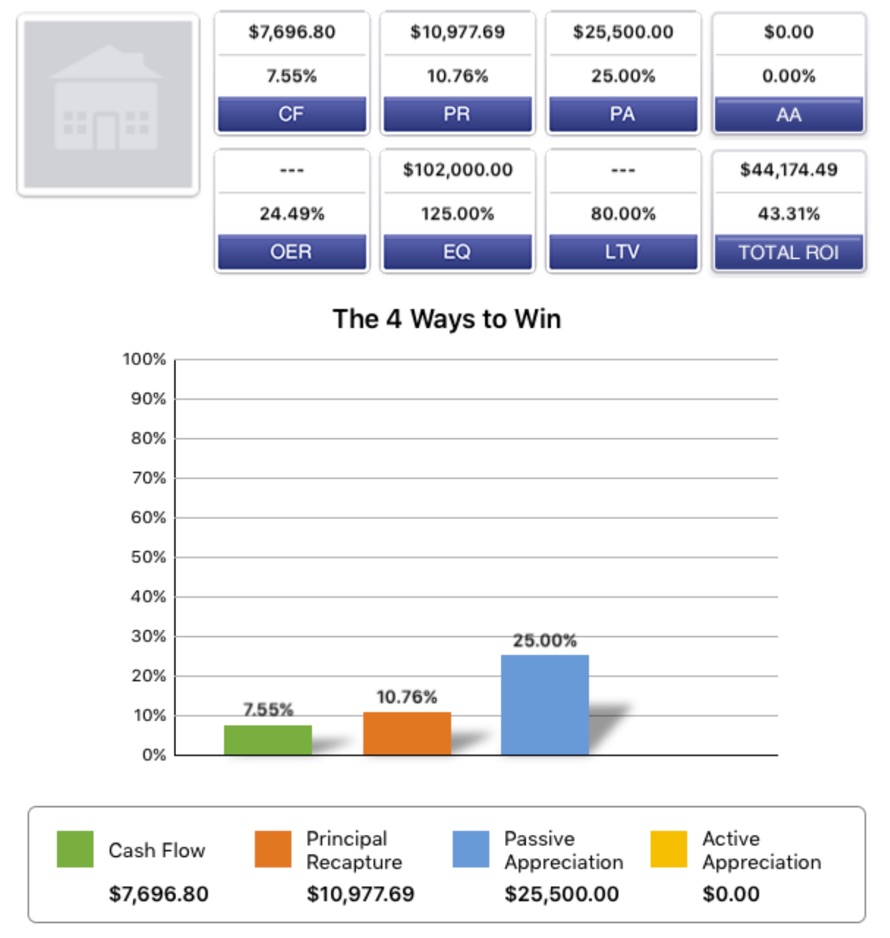 $7,696.80 $10,977.69 $25,500.00 $0.00
7.55% 10.76% 25.00% 0.00%
CF PR PA AA
--- $102,000.00 --- $44,174.49
24.49% 125.00% 80.00% 43.31%
OER EQ LTV TOTAL ROI
The 4 Ways to Win
100%
90%
80%
70%
60%
50%
40%
30%
25.00%
20%
10.76%
7.55%
10%
0%
Cash Flow
$7,696.80
Principal
Recapture
$10,977.69
Passive
Appreciation
$25,500.00
Active
Appreciation
$0.00